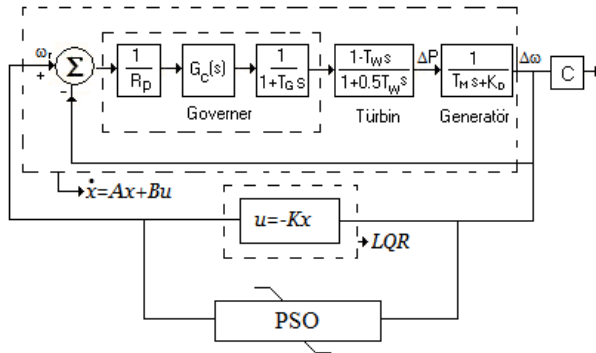 ω_r
+
-
Σ
1
R_p
G_c(s)
1
1+T_G s
Governer
1-T_W s
1+0.5T_W s
Türbin
ΔP
1
T_M s+K_D
Generatör
Δω
C
ẋ=Ax+Bu
u=-Kx
LQR
PSO